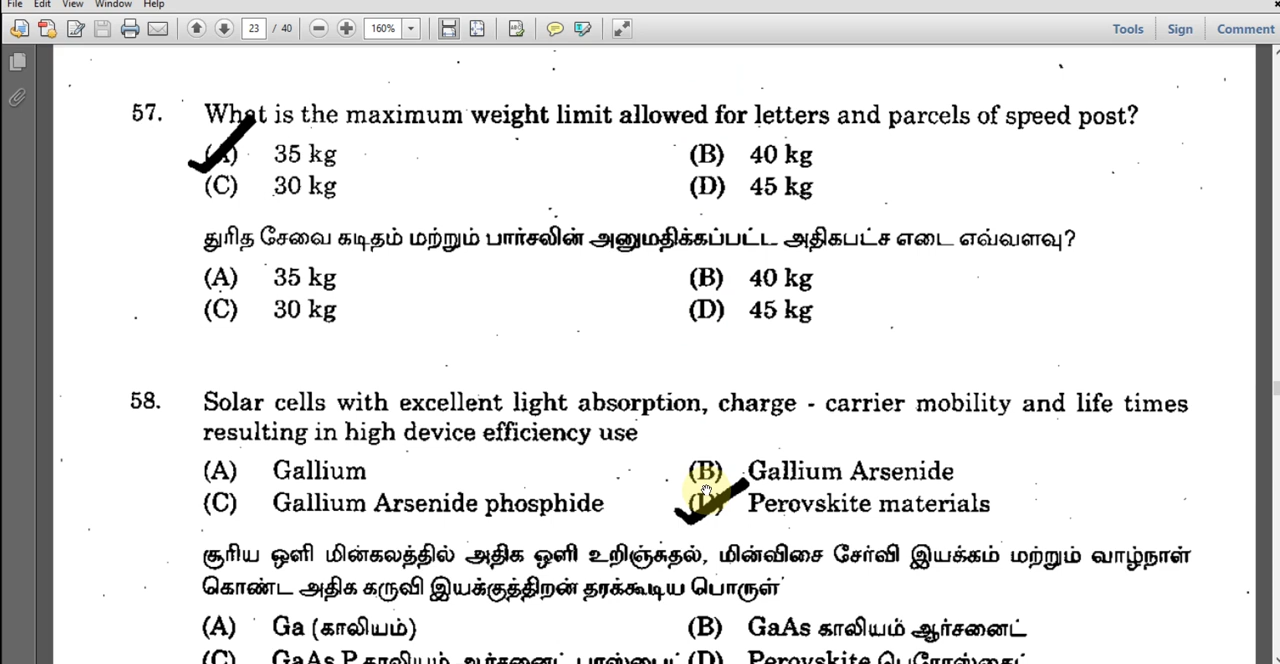 File Edit View Window Help
23 / 40 160% Tools Sign Comment
57. What is the maximum weight limit allowed for letters and parcels of speed post?
(A) 35 kg (B) 40 kg
(C) 30 kg (D) 45 kg
துரித சேவை கடிதம் மற்றும் பார்சலின் அனுமதிக்கப்பட்ட அதிகபட்ச எடை எவ்வளவு?
(A) 35 kg (B) 40 kg
(C) 30 kg (D) 45 kg
58. Solar cells with excellent light absorption, charge - carrier mobility and life times
resulting in high device efficiency use
(A) Gallium (B) Gallium Arsenide
(C) Gallium Arsenide phosphide (D) Perovskite materials
சூரிய ஒளி மின்கலத்தில் அதிக ஒளி உறிஞ்சுதல், மின்விசை சேர்வி இயக்கம் மற்றும் வாழ்நாள்
கொண்ட அதிக கருவி இயக்குத்திறன் தரக்கூடிய பொருள்
(A) Ga (காலியம்) (B) GaAs காலியம் ஆர்சனைட்
(C) GaAs P காலியம் ஆர்சனைட் பாஸ்பைட் (D) Perovskite பெரோஸ்கைட்